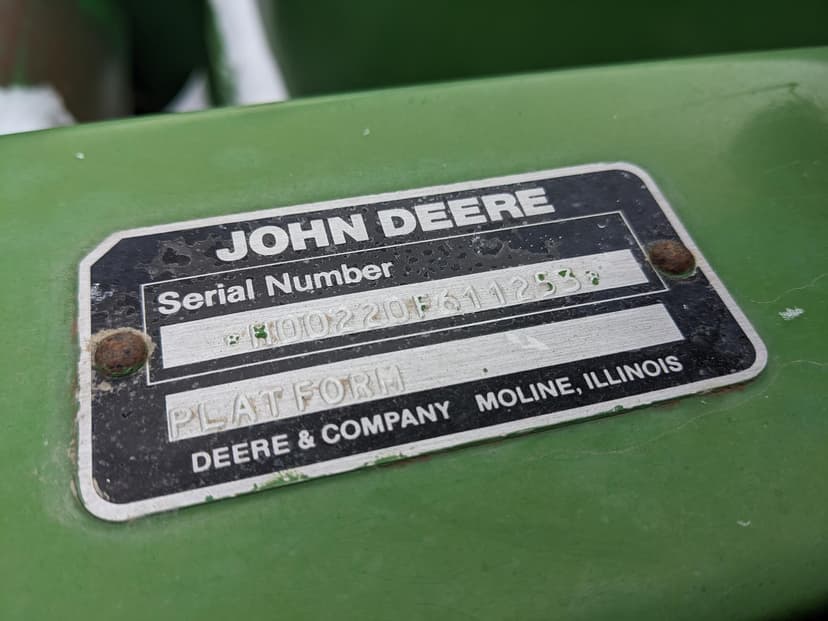 JOHN DEERE
Serial Number
*H00220F611253*
PLATFORM
DEERE & COMPANY MOLINE, ILLINOIS